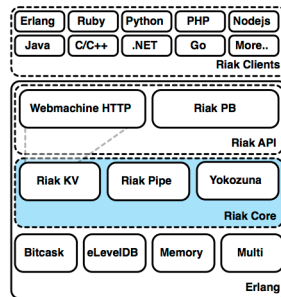 Erlang Ruby Python PHP Nodejs
Java C/C++ .NET Go More..
Riak Clients
Webmachine HTTP Riak PB
Riak API
Riak KV Riak Pipe Yokozuna
Riak Core
Bitcask eLevelDB Memory Multi
Erlang